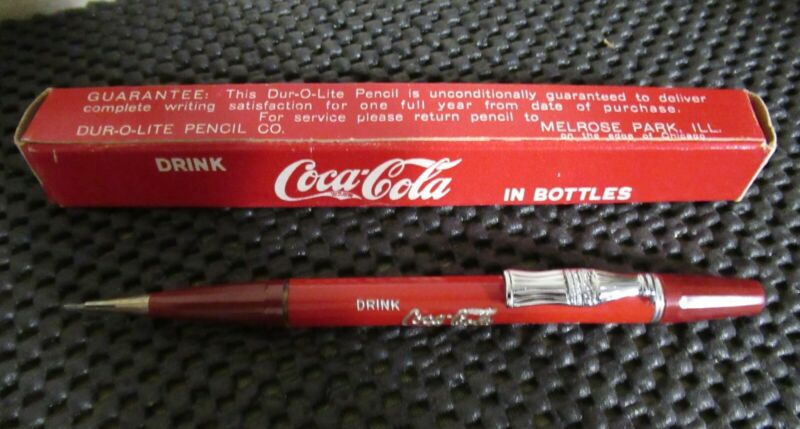 GUARANTEE: This Dur-O-Lite Pencil is unconditionally guaranteed to deliver
complete writing satisfaction for one full year from date of purchase.
For service please return pencil to
DUR-O-LITE PENCIL CO. MELROSE PARK, ILL.
on the edge of Chicago
DRINK Coca-Cola IN BOTTLES
DRINK
Coca-Cola